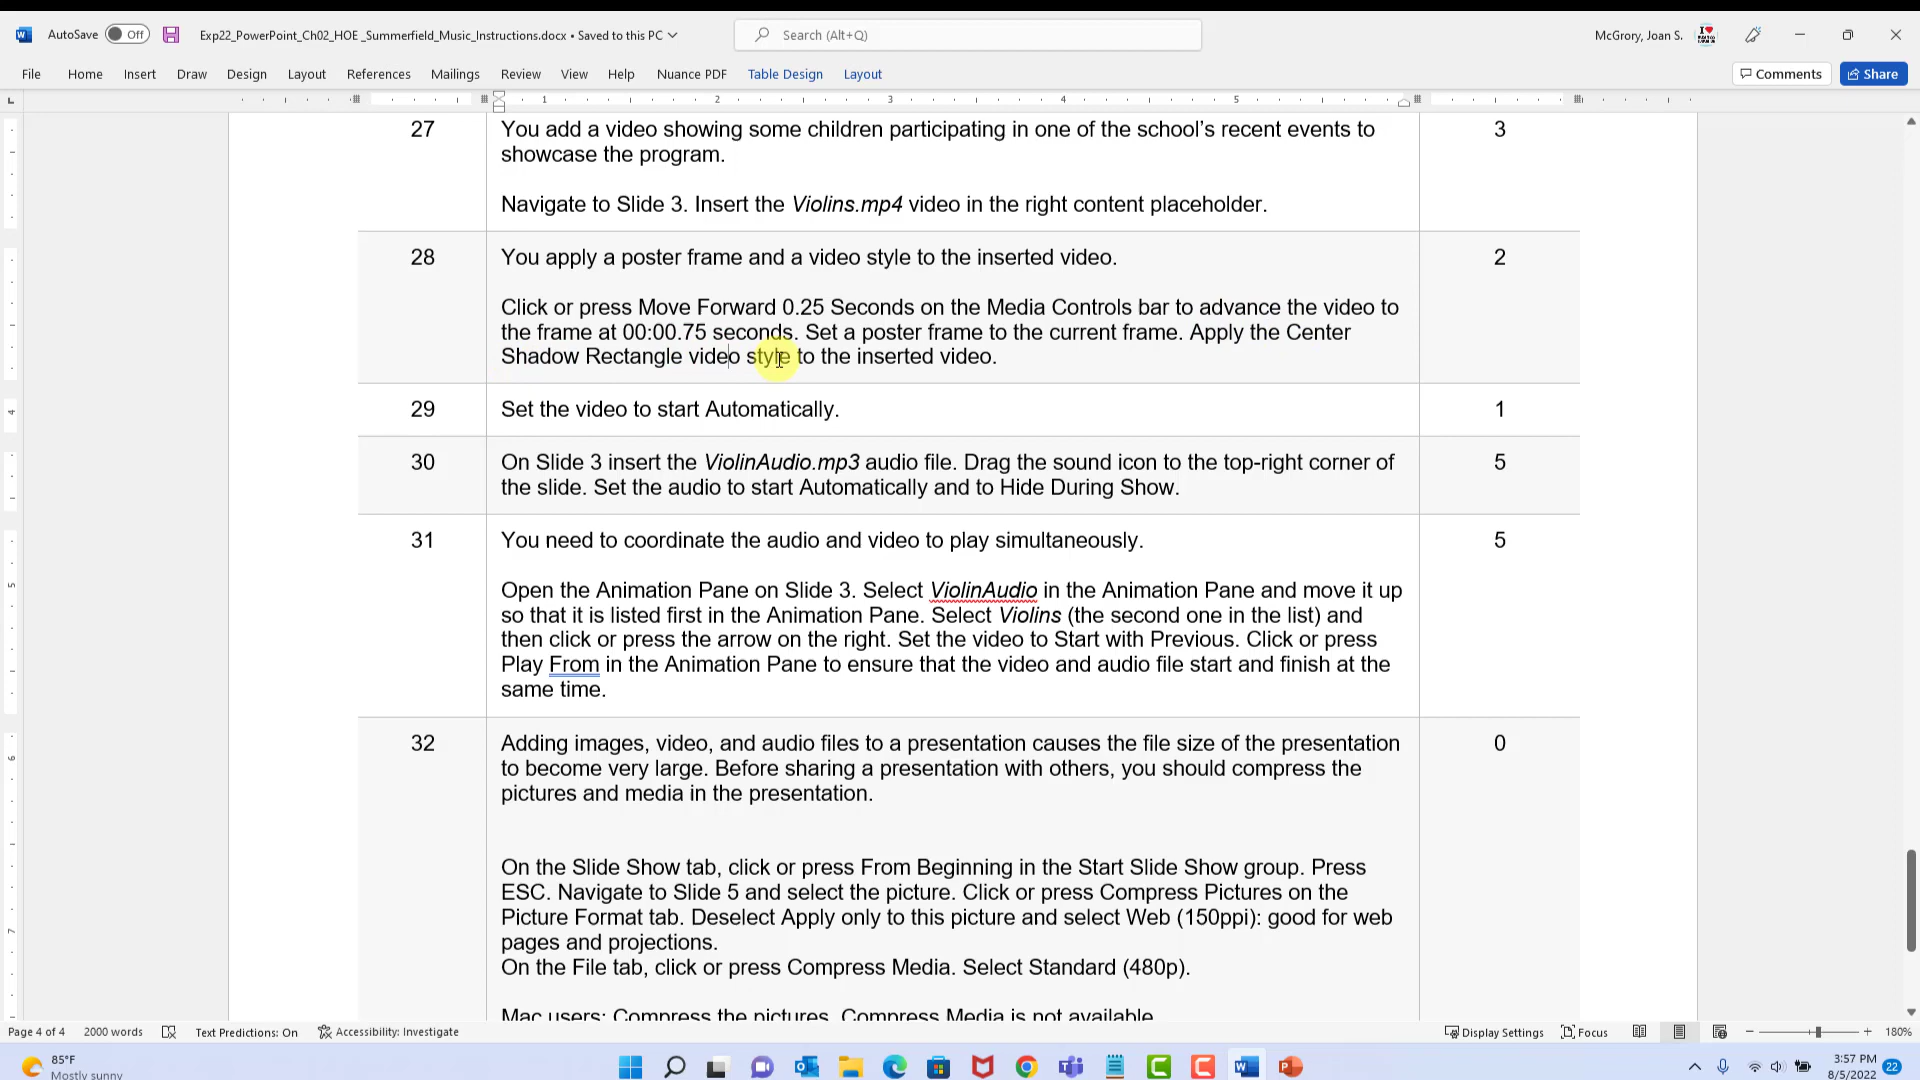 AutoSave Off Exp22_PowerPoint_Ch02_HOE _Summerfield_Music_Instructions.docx • Saved to this PC Search (Alt+Q) McGrory, Joan S.
File Home Insert Draw Design Layout References Mailings Review View Help Nuance PDF Table Design Layout Comments Share
1 2 3 4 5
27 You add a video showing some children participating in one of the school's recent events to 3
showcase the program.
Navigate to Slide 3. Insert the Violins.mp4 video in the right content placeholder.
28 You apply a poster frame and a video style to the inserted video. 2
Click or press Move Forward 0.25 Seconds on the Media Controls bar to advance the video to
the frame at 00:00.75 seconds. Set a poster frame to the current frame. Apply the Center
Shadow Rectangle video style to the inserted video.
29 Set the video to start Automatically. 1
30 On Slide 3 insert the ViolinAudio.mp3 audio file. Drag the sound icon to the top-right corner of 5
the slide. Set the audio to start Automatically and to Hide During Show.
31 You need to coordinate the audio and video to play simultaneously. 5
Open the Animation Pane on Slide 3. Select ViolinAudio in the Animation Pane and move it up
so that it is listed first in the Animation Pane. Select Violins (the second one in the list) and
then click or press the arrow on the right. Set the video to Start with Previous. Click or press
Play From in the Animation Pane to ensure that the video and audio file start and finish at the
same time.
32 Adding images, video, and audio files to a presentation causes the file size of the presentation 0
to become very large. Before sharing a presentation with others, you should compress the
pictures and media in the presentation.
On the Slide Show tab, click or press From Beginning in the Start Slide Show group. Press
ESC. Navigate to Slide 5 and select the picture. Click or press Compress Pictures on the
Picture Format tab. Deselect Apply only to this picture and select Web (150ppi): good for web
pages and projections.
On the File tab, click or press Compress Media. Select Standard (480p).
Mac users: Compress the pictures. Compress Media is not available
Page 4 of 4 2000 words Text Predictions: On Accessibility: Investigate Display Settings Focus 180%
85°F 3:57 PM
Mostly sunny 8/5/2022 22